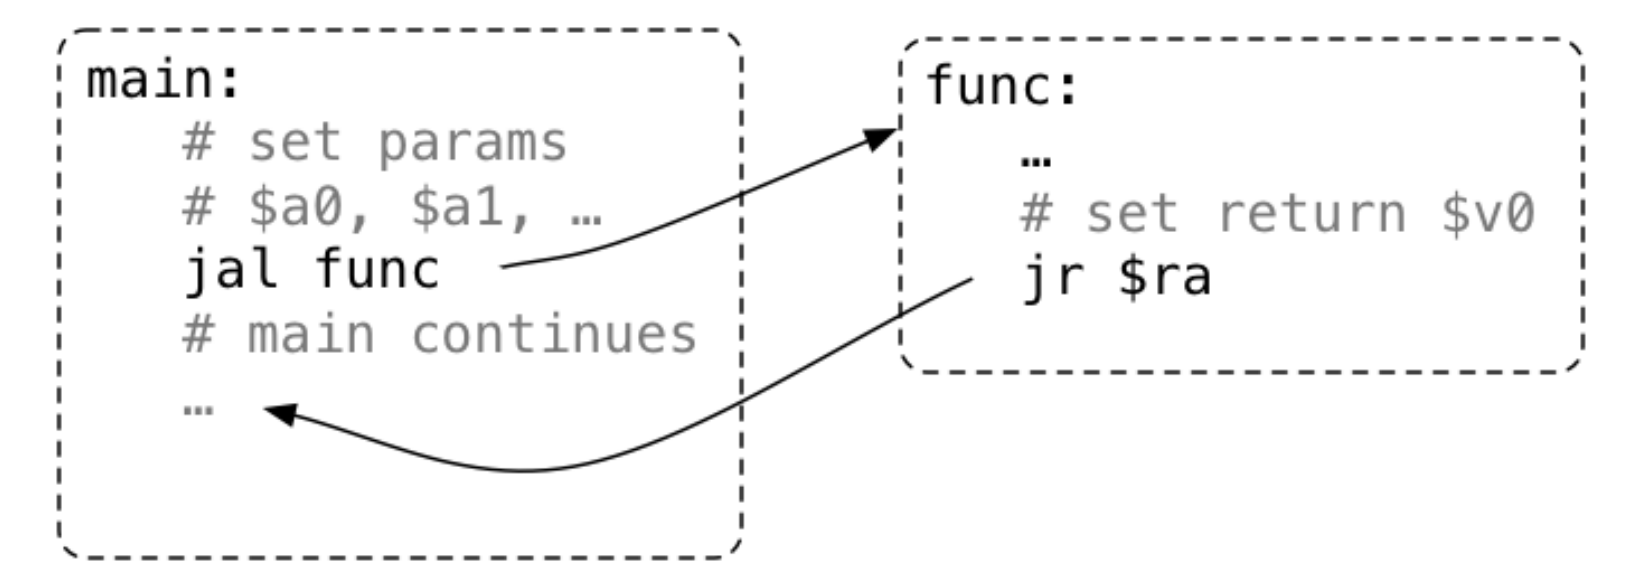 main:
# set params
# $a0, $a1, …
jal func
# main continues
…
func:
…
# set return $v0
jr $ra